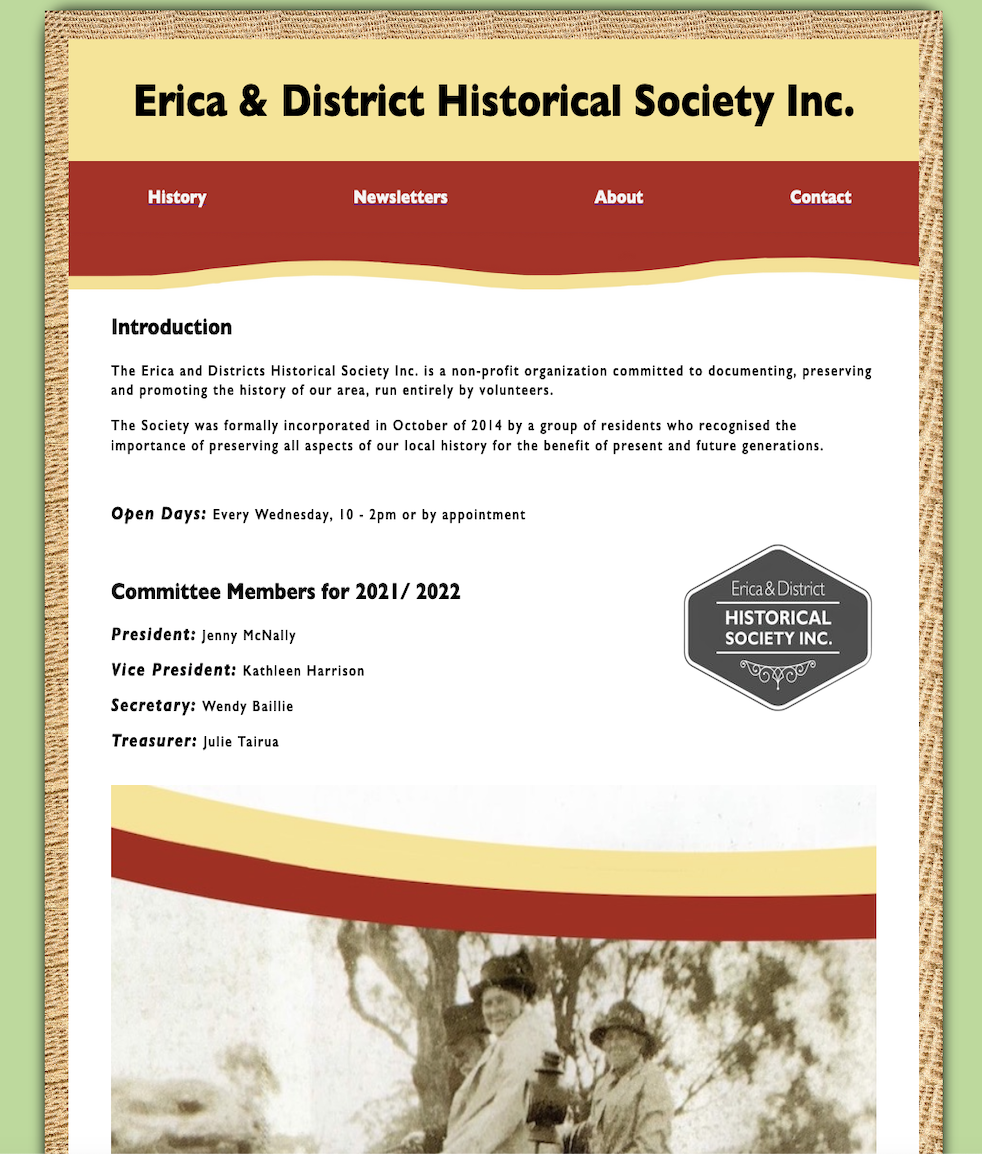 Erica & District Historical Society Inc.
History Newsletters About Contact
Introduction
The Erica and Districts Historical Society Inc. is a non-profit organization committed to documenting, preserving
and promoting the history of our area, run entirely by volunteers.
The Society was formally incorporated in October of 2014 by a group of residents who recognised the
importance of preserving all aspects of our local history for the benefit of present and future generations.
Open Days: Every Wednesday, 10 - 2pm or by appointment
Erica & District
HISTORICAL
SOCIETY INC.
Committee Members for 2021/ 2022
President: Jenny McNally
Vice President: Kathleen Harrison
Secretary: Wendy Baillie
Treasurer: Julie Tairua